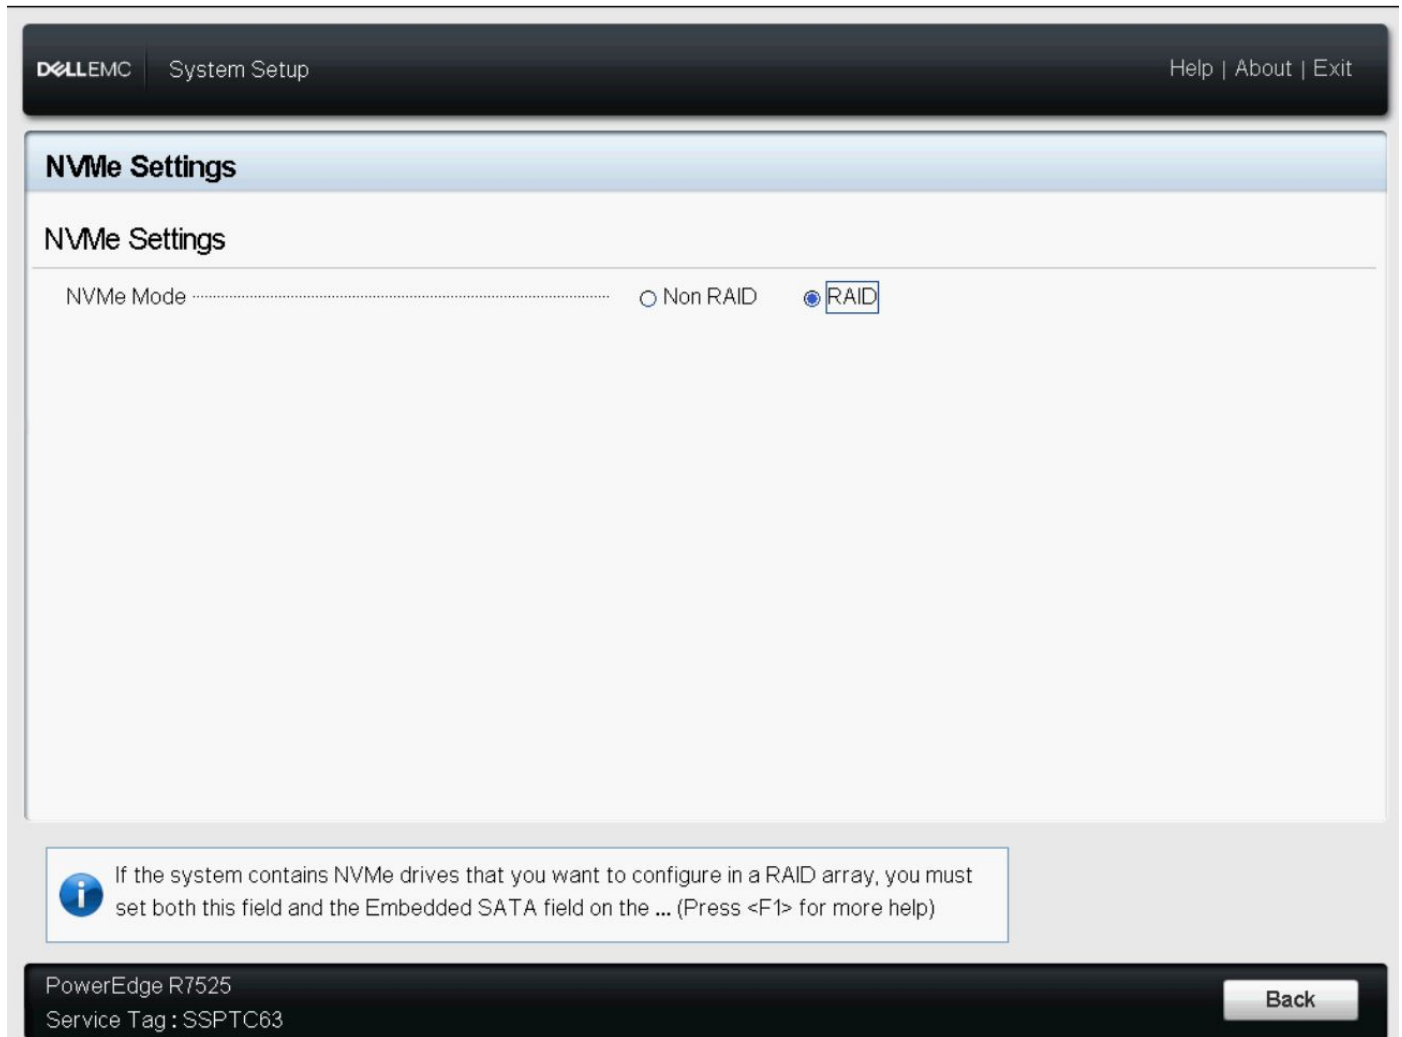 DELLEMC System Setup Help | About | Exit
NVMe Settings
NVMe Settings
NVMe Mode Non RAID RAID
If the system contains NVMe drives that you want to configure in a RAID array, you must
set both this field and the Embedded SATA field on the ... (Press <F1> for more help)
PowerEdge R7525
Service Tag : SSPTC63
Back